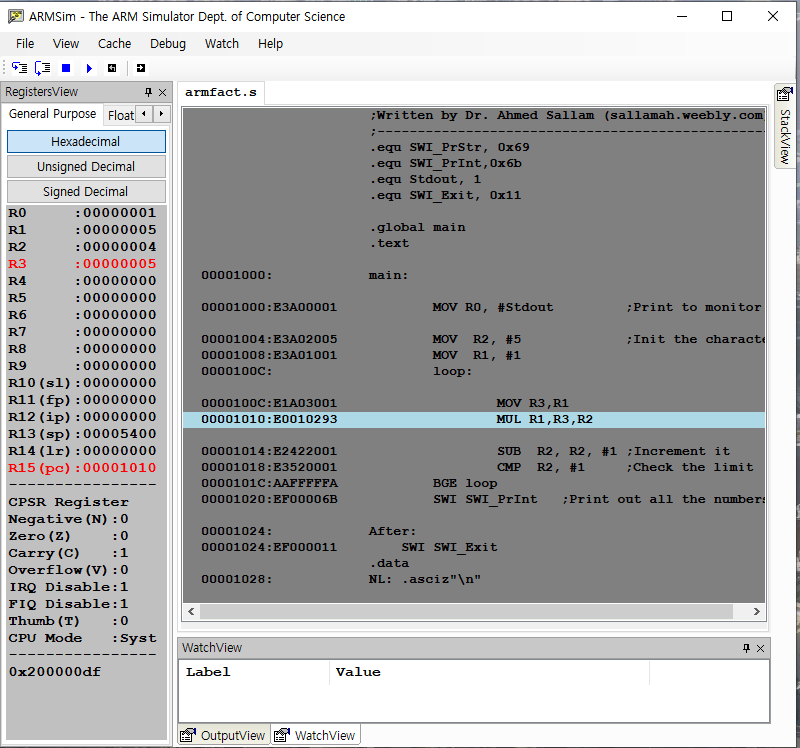 ARMSim - The ARM Simulator Dept. of Computer Science
File View Cache Debug Watch Help
RegistersView
General Purpose Float
Hexadecimal
Unsigned Decimal
Signed Decimal
R0 :00000001
R1 :00000005
R2 :00000004
R3 :00000005
R4 :00000000
R5 :00000000
R6 :00000000
R7 :00000000
R8 :00000000
R9 :00000000
R10(sl):00000000
R11(fp):00000000
R12(ip):00000000
R13(sp):00005400
R14(lr):00000000
R15(pc):00001010
----------------
CPSR Register
Negative(N):0
Zero(Z) :0
Carry(C) :1
Overflow(V):0
IRQ Disable:1
FIQ Disable:1
Thumb(T) :0
CPU Mode :Syst
----------------
0x200000df
armfact.s
;Written by Dr. Ahmed Sallam (sallamah.weebly.com
;-------------------------------------------------
.equ SWI_PrStr, 0x69
.equ SWI_PrInt,0x6b
.equ Stdout, 1
.equ SWI_Exit, 0x11
.global main
.text
00001000: main:
00001000:E3A00001 MOV R0, #Stdout ;Print to monitor
00001004:E3A02005 MOV R2, #5 ;Init the characte
00001008:E3A01001 MOV R1, #1
0000100C: loop:
0000100C:E1A03001 MOV R3,R1
00001010:E0010293 MUL R1,R3,R2
00001014:E2422001 SUB R2, R2, #1 ;Increment it
00001018:E3520001 CMP R2, #1 ;Check the limit
0000101C:AAFFFFFA BGE loop
00001020:EF00006B SWI SWI_PrInt ;Print out all the numbers
00001024: After:
00001024:EF000011 SWI SWI_Exit
.data
00001028: NL: .asciz"\n"
StackView
WatchView
Label Value
OutputView WatchView